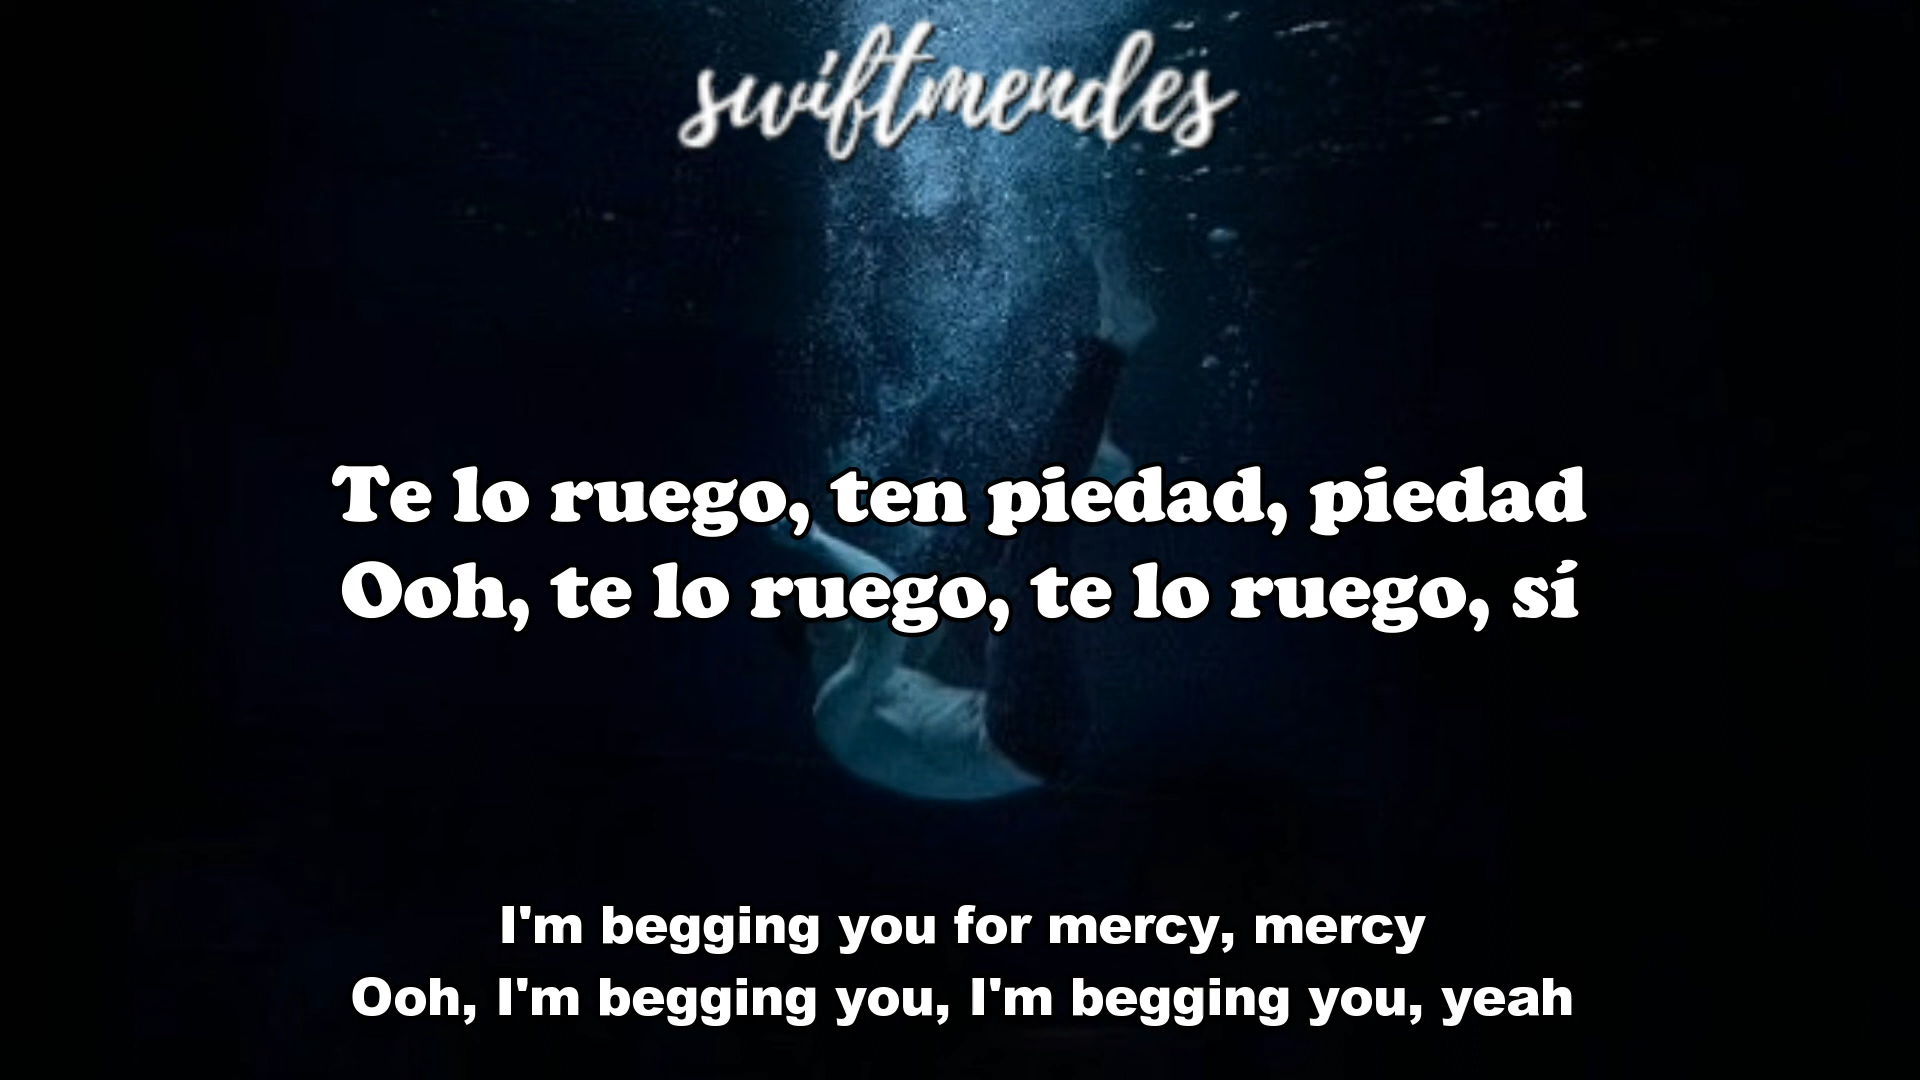 swiftmendes
Te lo ruego, ten piedad, piedad
Ooh, te lo ruego, te lo ruego, sí
I'm begging you for mercy, mercy
Ooh, I'm begging you, I'm begging you, yeah